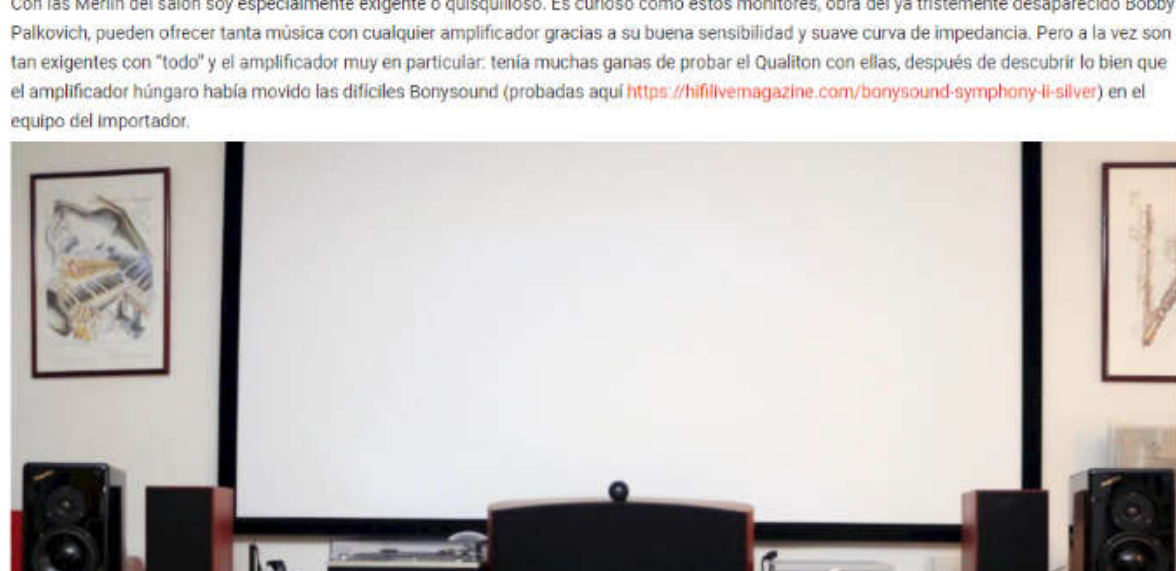 Con las Merlin del salón soy especialmente exigente o quisquilloso. Es curioso como estos monitores, obra del ya tristemente desaparecido Bobby
Palkovich, pueden ofrecer tanta música con cualquier amplificador gracias a su buena sensibilidad y suave curva de impedancia. Pero a la vez son
tan exigentes con "todo" y el amplificador muy en particular: tenía muchas ganas de probar el Qualiton con ellas, después de descubrir lo bien que
el amplificador húngaro había movido las difíciles Bonysound (probadas aquí https://hifilivemagazine.com/bonysound-symphony-ii-silver) en el
equipo del importador.